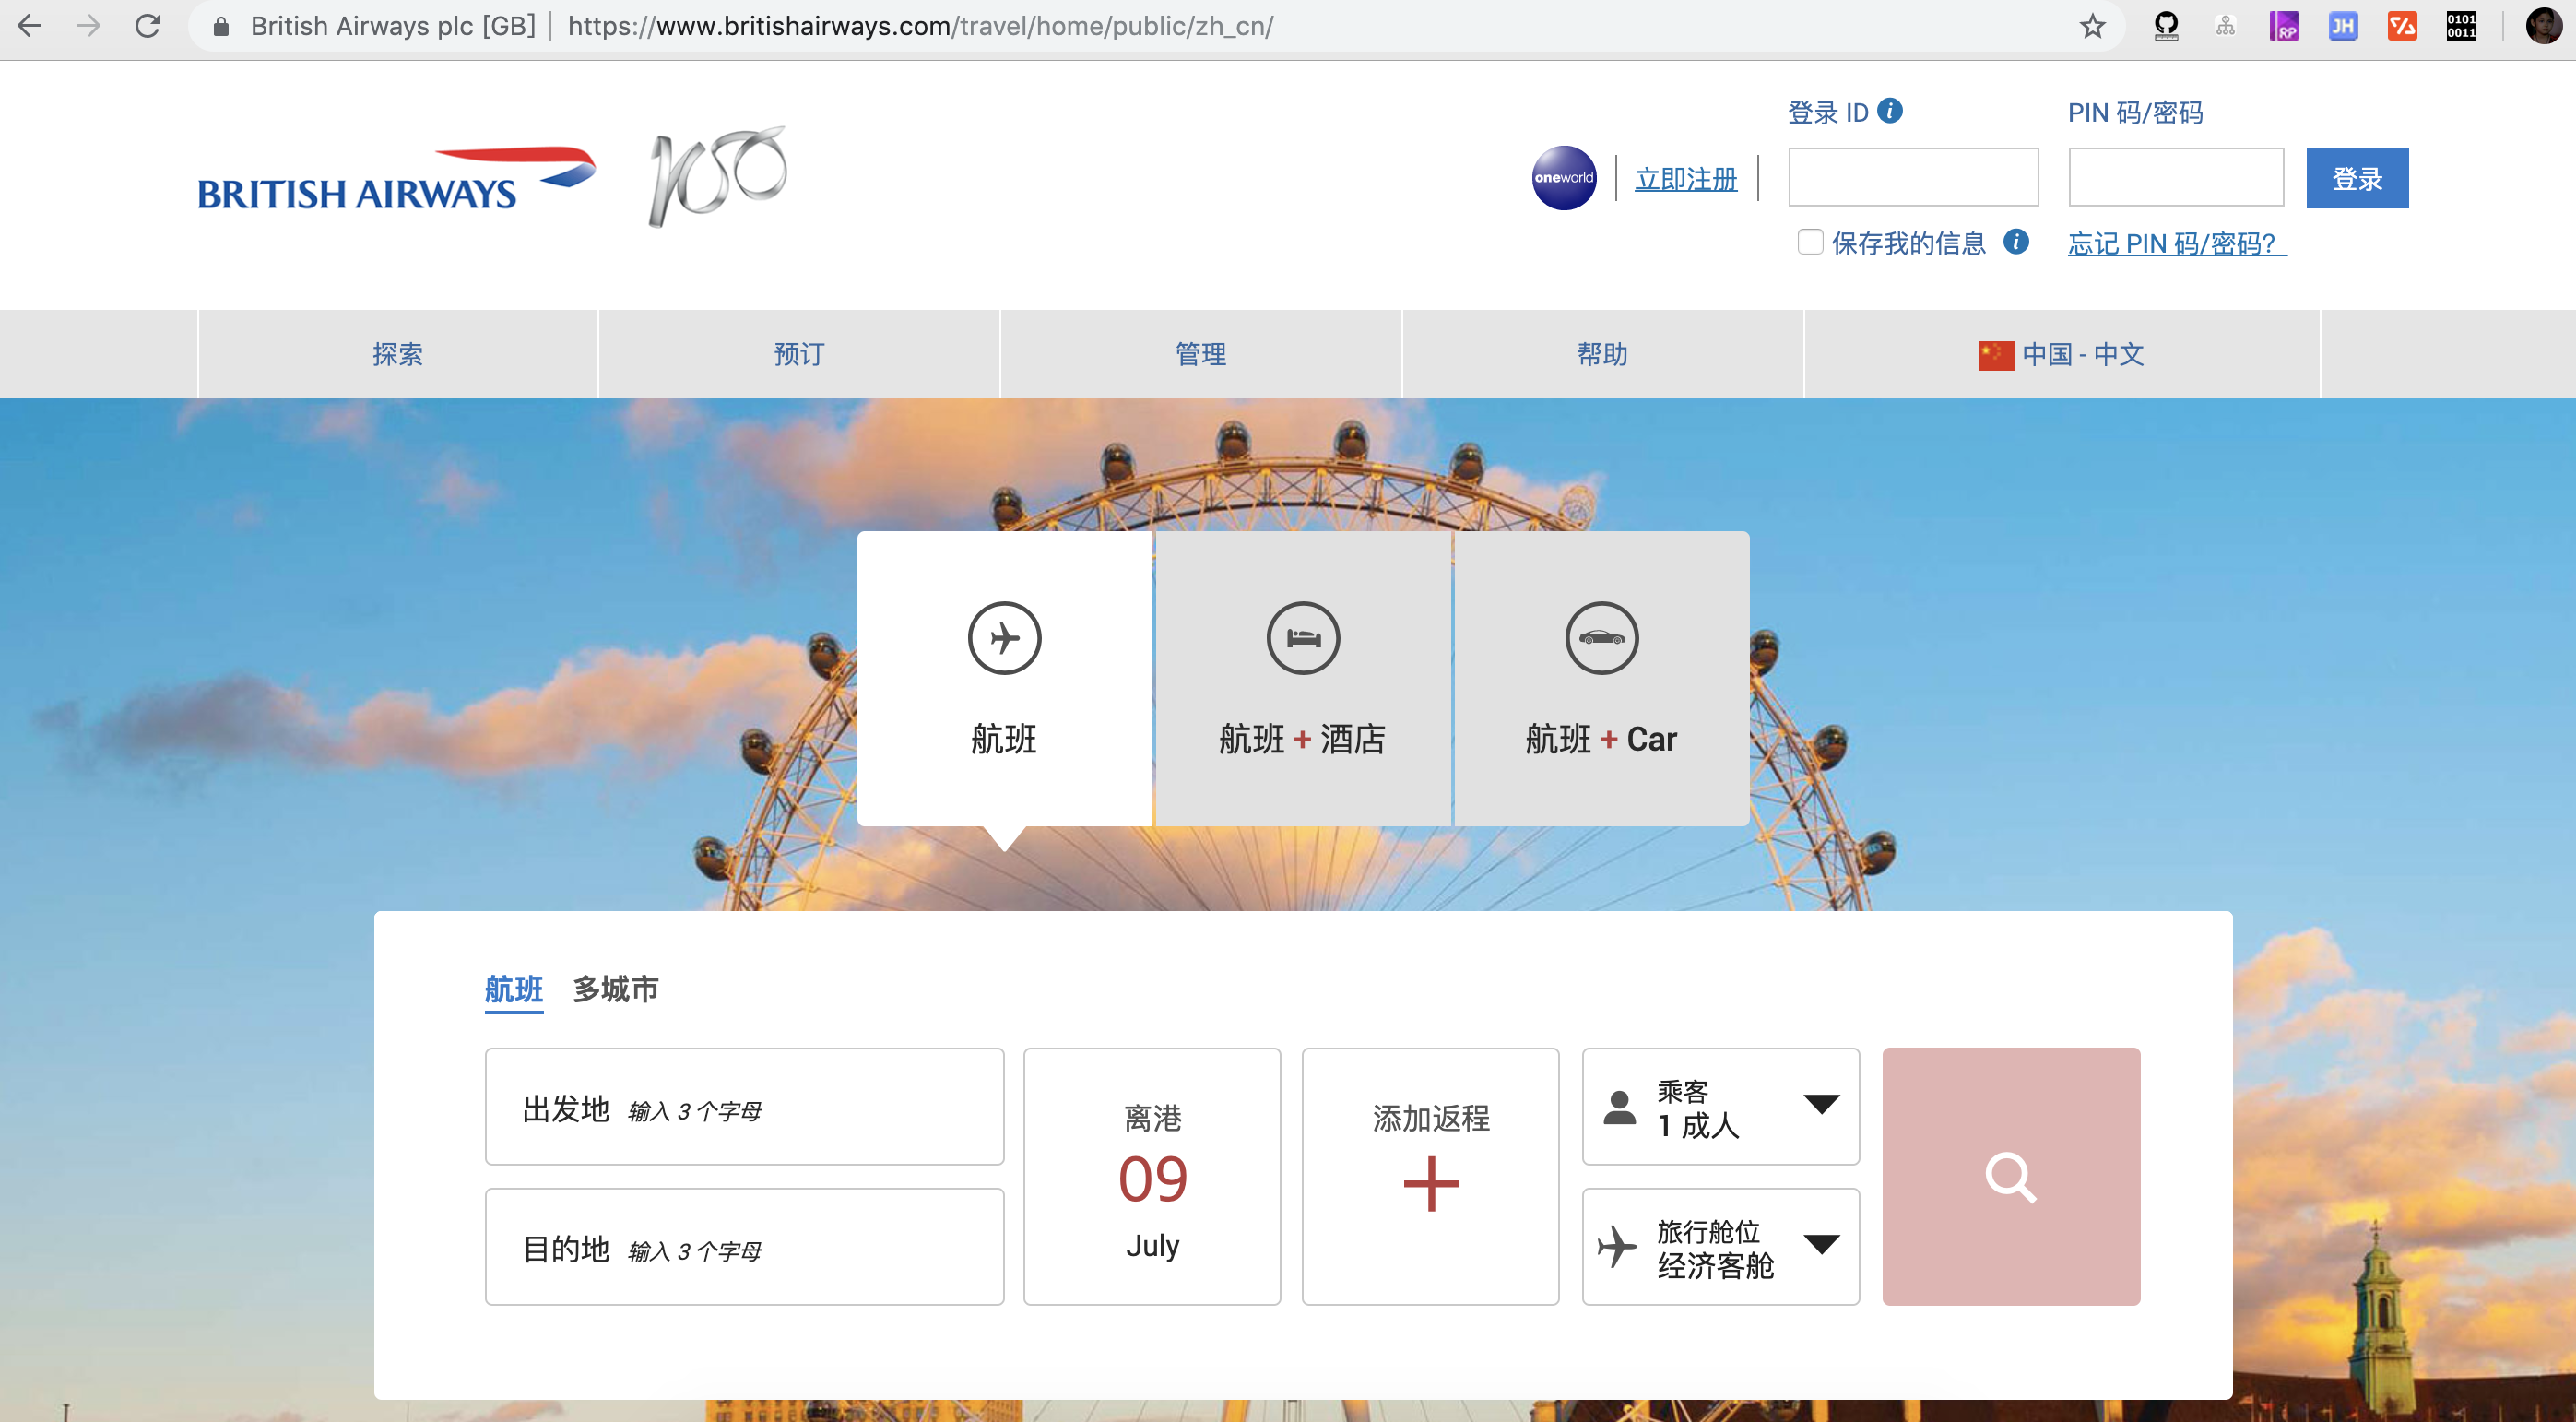 British Airways plc [GB] | https://www.britishairways.com/travel/home/public/zh_cn/
RP
JH
0101
0011
BRITISH AIRWAYS
100
oneworld
立即注册
登录 ID
PIN 码/密码
登录
保存我的信息
忘记 PIN 码/密码？
探索
预订
管理
帮助
中国 - 中文
航班
航班 + 酒店
航班 + Car
航班
多城市
出发地 输入 3 个字母
目的地 输入 3 个字母
离港
09
July
添加返程
+
乘客
1 成人
旅行舱位
经济客舱